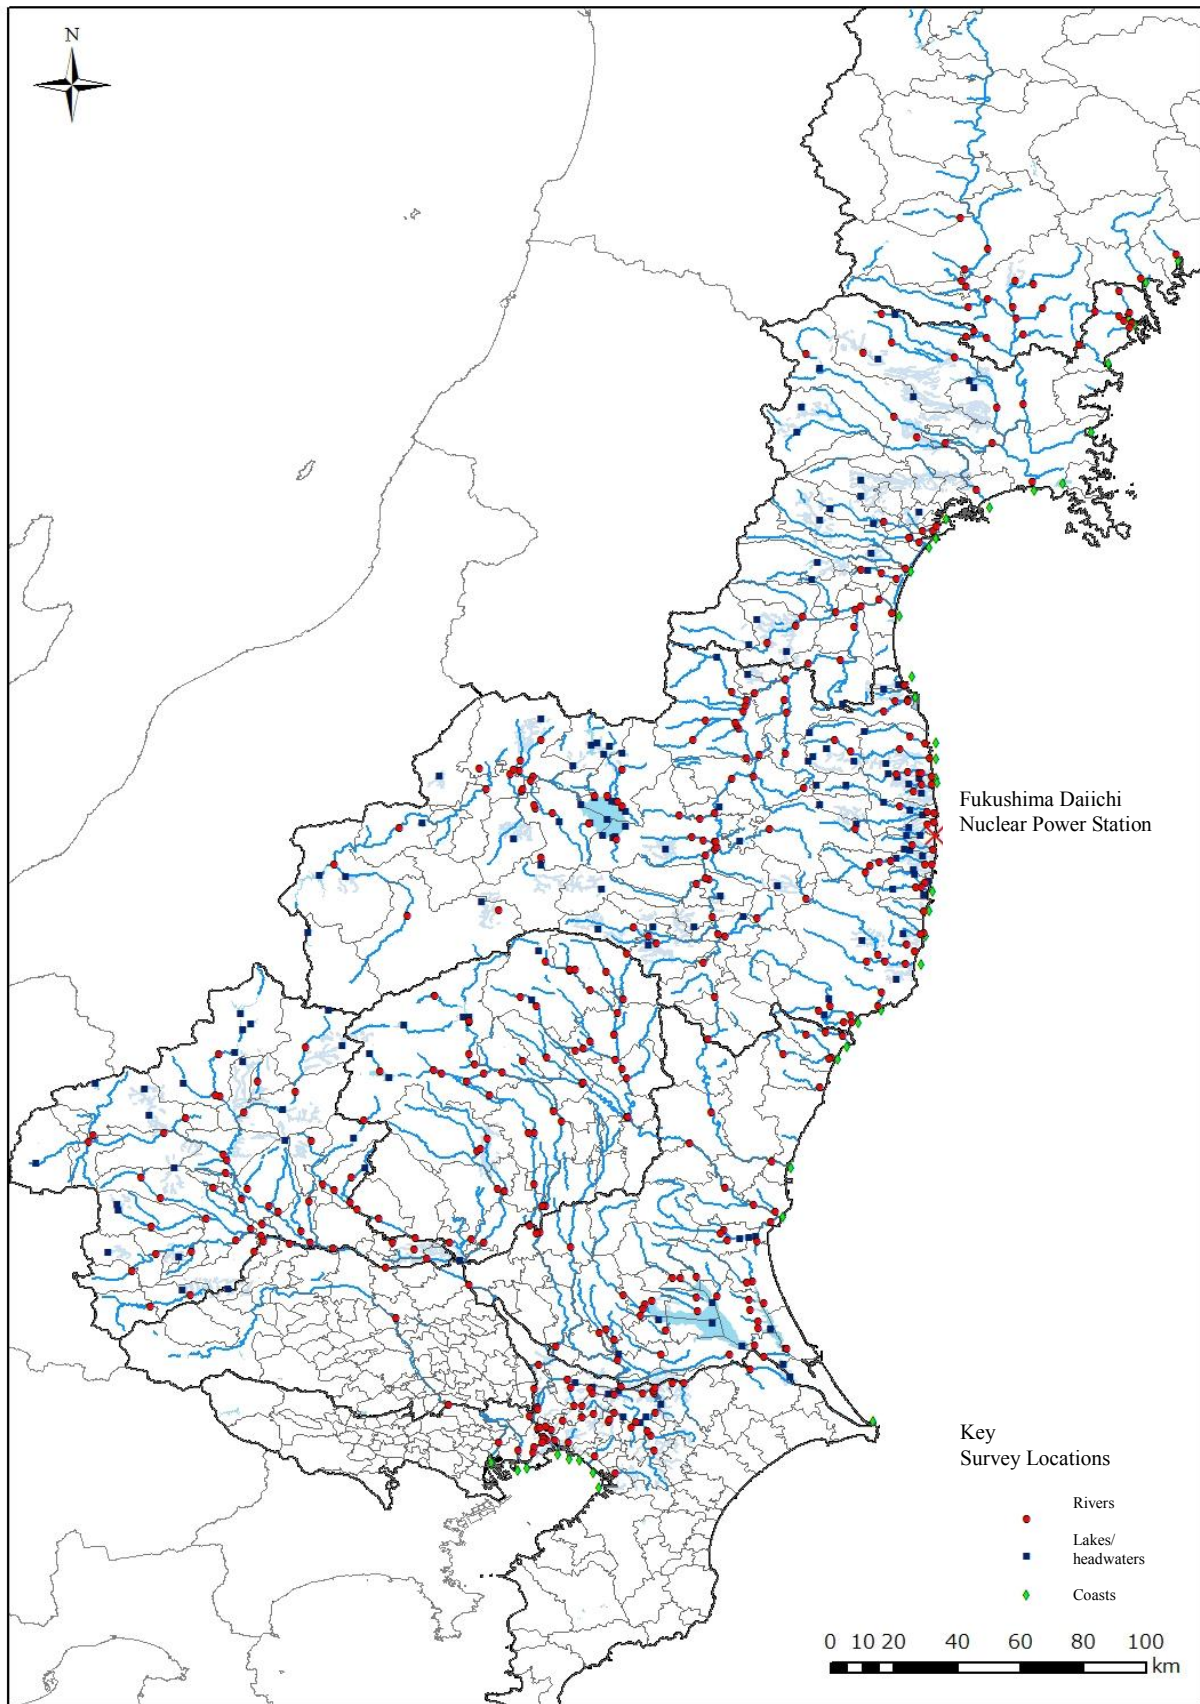 N
Fukushima Daiichi
Nuclear Power Station
Key
Survey Locations
Rivers
Lakes/
headwaters
Coasts
0 10 20 40 60 80 100
km